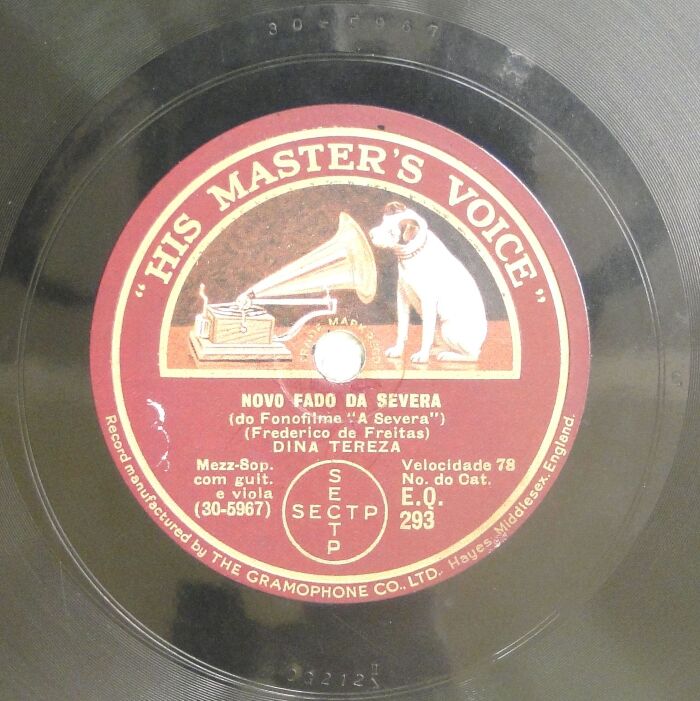 30-5967
"HIS MASTER'S VOICE"
NOVO FADO DA SEVERA
(do Fonofilme "A Severa")
(Frederico de Freitas)
DINA TEREZA
Mezz-Sop.
com guit.
e viola
(30-5967)
SECTP
SECTP
Velocidade 78
No. do Cat.
E.Q.
293
Record manufactured by THE GRAMOPHONE CO., LTD. Hayes, Middlesex, England.